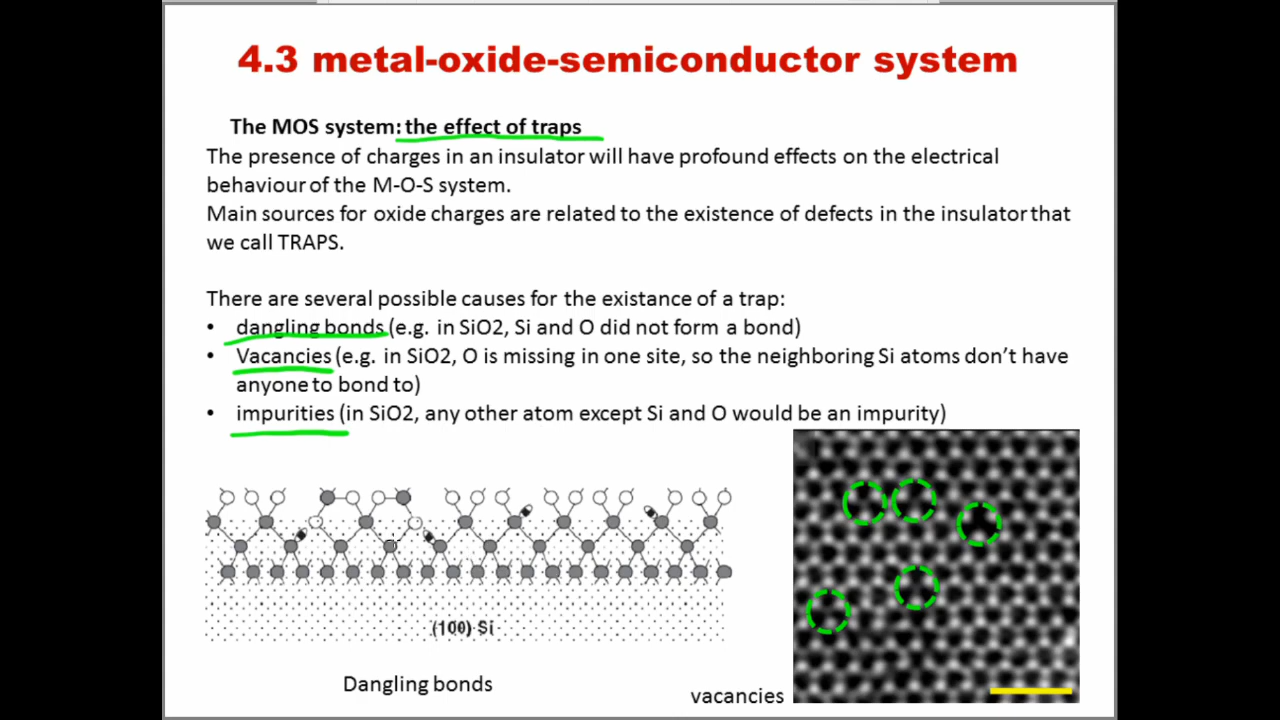 4.3 metal-oxide-semiconductor system
The MOS system: the effect of traps
The presence of charges in an insulator will have profound effects on the electrical
behaviour of the M-O-S system.
Main sources for oxide charges are related to the existence of defects in the insulator that
we call TRAPS.
There are several possible causes for the existance of a trap:
• dangling bonds (e.g. in SiO2, Si and O did not form a bond)
• Vacancies (e.g. in SiO2, O is missing in one site, so the neighboring Si atoms don't have
anyone to bond to)
• impurities (in SiO2, any other atom except Si and O would be an impurity)
(100) Si
Dangling bonds
vacancies